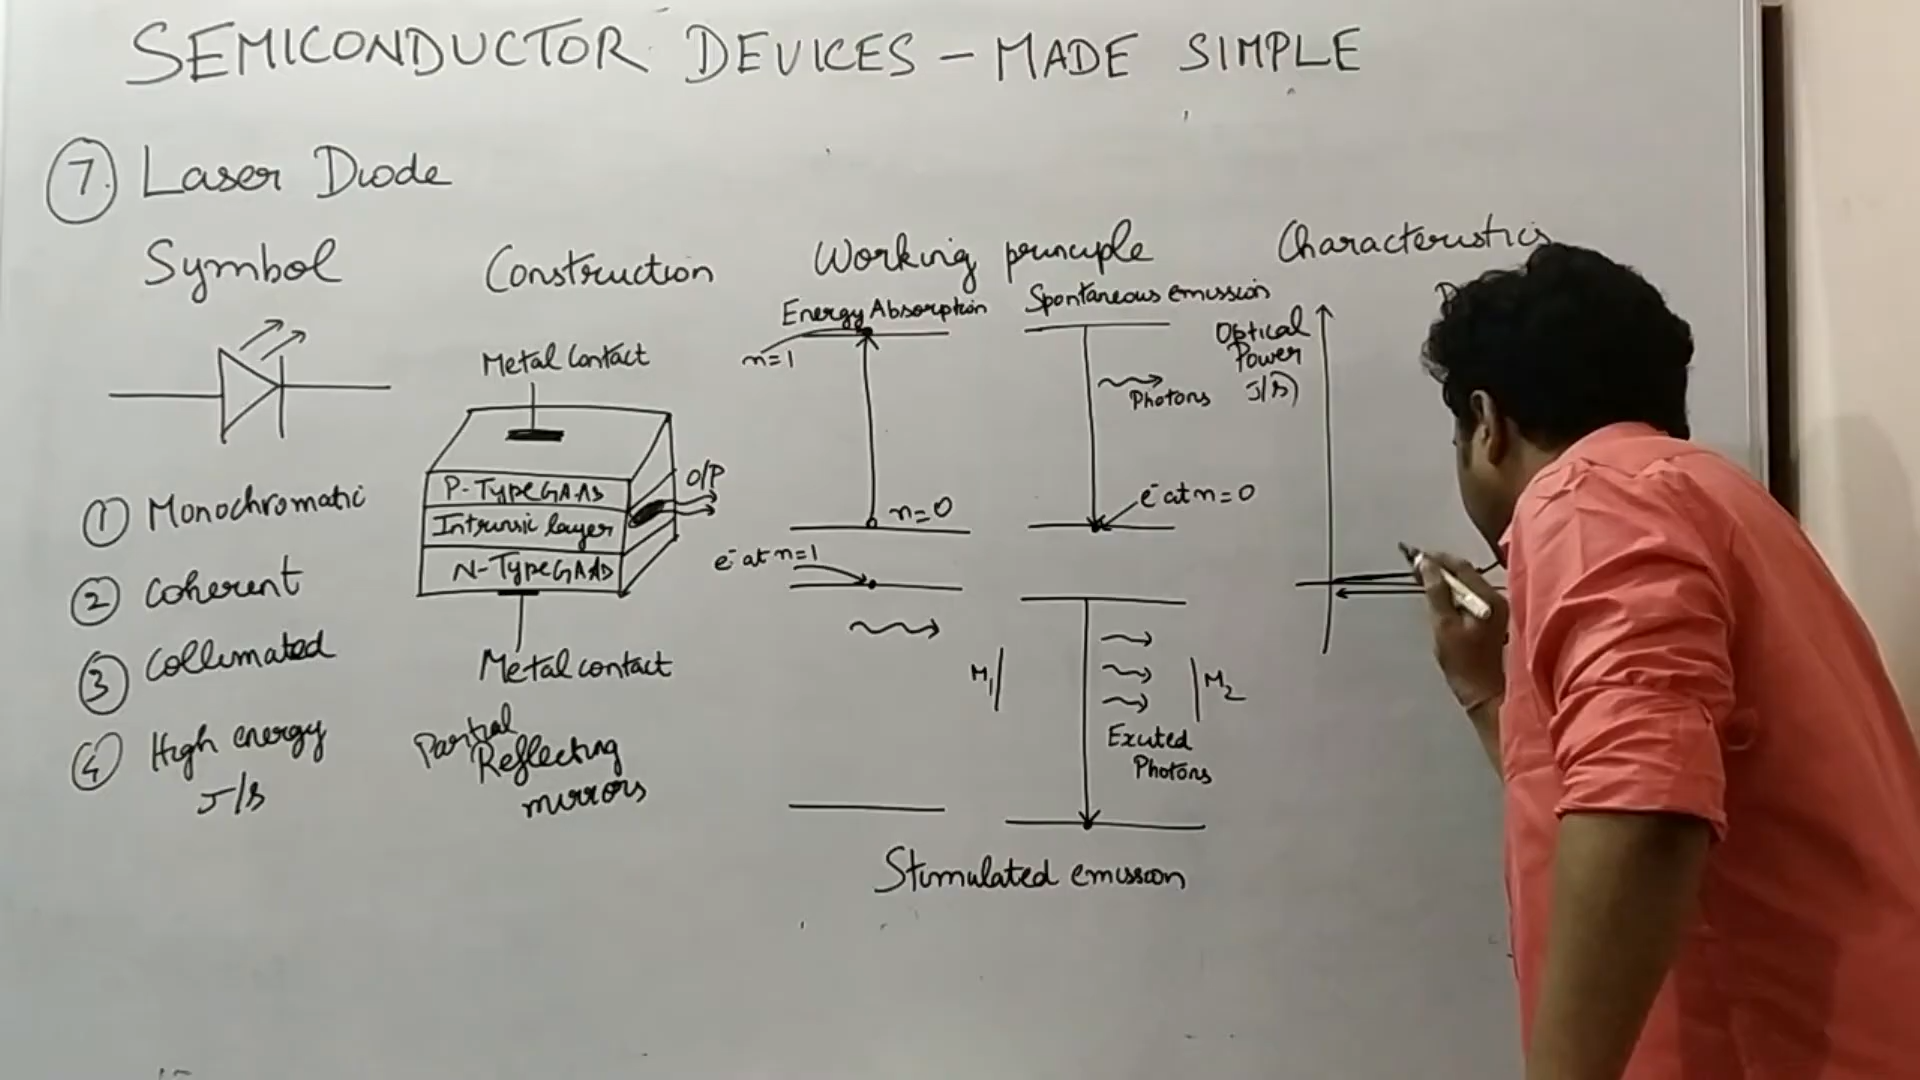 SEMICONDUCTOR DEVICES - MADE SIMPLE
7. Laser Diode
Symbol
① Monochromatic
② Coherent
③ Collimated
④ High energy
J/s
Construction
Metal Contact
P-Type GAAS
Intrinsic layer
N-Type GAAS
O/P
Metal contact
Partial
Reflecting
mirrors
Working principle
Energy Absorption
n=1
n=0
Spontaneous emission
Photons
e⁻ at n=0
e⁻ at n=1
M₁
M₂
Exuted
Photons
Stimulated emission
Characteristics
Optical
Power
J/s)